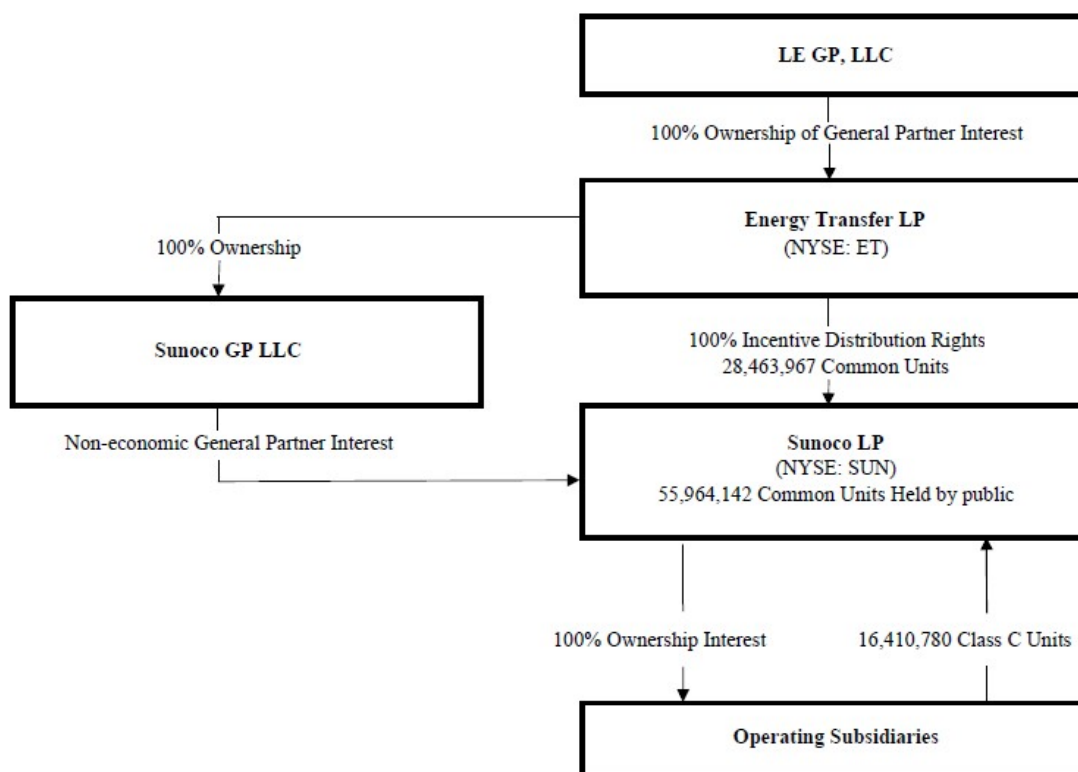 LE GP, LLC
100% Ownership of General Partner Interest
Energy Transfer LP
(NYSE: ET)
100% Ownership
Sunoco GP LLC
100% Incentive Distribution Rights
28,463,967 Common Units
Non-economic General Partner Interest
Sunoco LP
(NYSE: SUN)
55,964,142 Common Units Held by public
100% Ownership Interest
16,410,780 Class C Units
Operating Subsidiaries